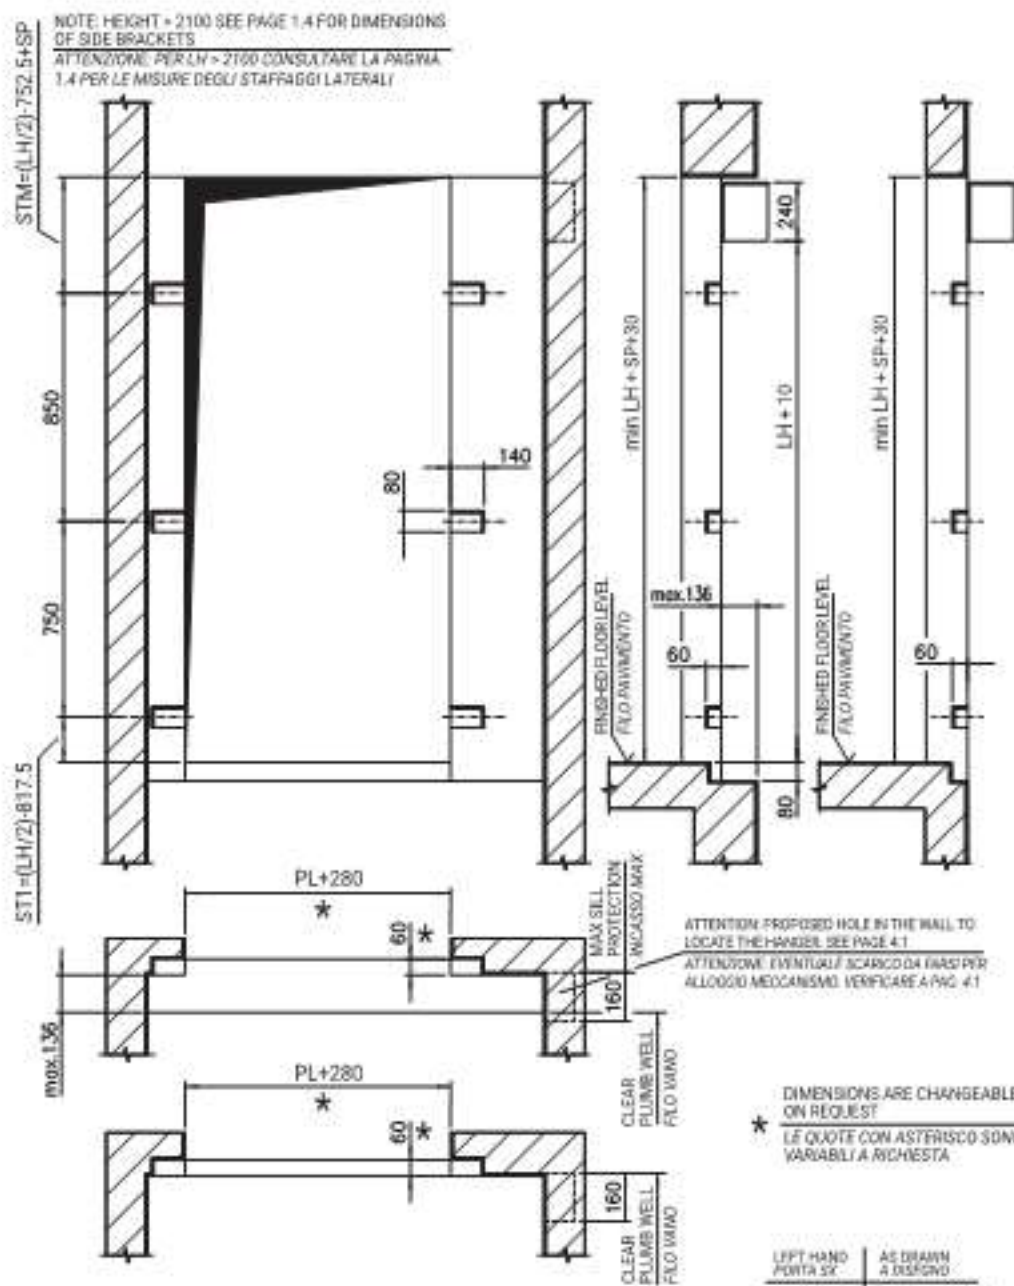 NOTE: HEIGHT > 2100 SEE PAGE 1.4 FOR DIMENSIONS
OF SIDE BRACKETS
ATTENZIONE: PER LH > 2100 CONSULTARE LA PAGINA
1.4 PER LE MISURE DEGLI STAFFAGGI LATERALI
STM=(LH/2)-752.5+SP
850
750
ST1=(LH/2)-817.5
80
140
240
min LH + SP+30
LH + 10
min LH + SP+30
max.136
60
60
80
FINISHED FLOOR LEVEL
FILO PAVIMENTO
FINISHED FLOOR LEVEL
FILO PAVIMENTO
PL+280
*
60
*
MAX SILL
PROTECTION
INCASSO MAX
160
max.136
ATTENTION: PROPOSED HOLE IN THE WALL TO
LOCATE THE HANGER. SEE PAGE 4.1
ATTENZIONE: EVENTUALE SCARICO DA FARSI PER
ALLOGGIO MECCANISMO. VERIFICARE A PAG. 4.1
CLEAR
PLUMB WELL
FILO VANO
PL+280
*
60
*
160
CLEAR
PLUMB WELL
FILO VANO
*
DIMENSIONS ARE CHANGEABLE
ON REQUEST
LE QUOTE CON ASTERISCO SONO
VARIABILI A RICHIESTA
LEFT HAND
PORTA SX
AS DRAWN
A DISEGNO